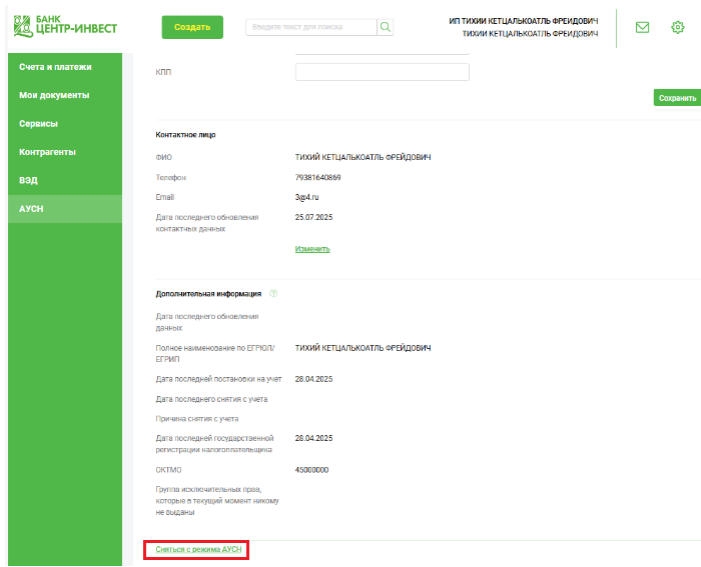 БАНК
ЦЕНТР-ИНВЕСТ
Создать
Введите текст для поиска
ИП ТИХИИ КЕТЦАЛЬКОАТЛЬ ФРЕИДОВИЧ
ТИХИИ КЕТЦАЛЬКОАТЛЬ ФРЕИДОВИЧ
Счета и платежи
Мои документы
Сервисы
Контрагенты
ВЭД
АУСН
КПП
Сохранить
Контактное лицо
ФИО ТИХИЙ КЕТЦАЛЬКОАТЛЬ ФРЕЙДОВИЧ
Телефон 79381640869
Email 3@4.ru
Дата последнего обновления 25.07.2025
контактных данных
Изменить
Дополнительная информация ?
Дата последнего обновления
данных
Полное наименование по ЕГРЮЛ/ ТИХИЙ КЕТЦАЛЬКОАТЛЬ ФРЕЙДОВИЧ
ЕГРИП
Дата последней постановки на учет 28.04.2025
Дата последнего снятия с учета
Причина снятия с учета
Дата последней государственной 28.04.2025
регистрации налогоплательщика
ОКТМО 45000000
Группа исключительных прав,
которые в текущий момент никому
не выданы
Сняться с режима АУСН